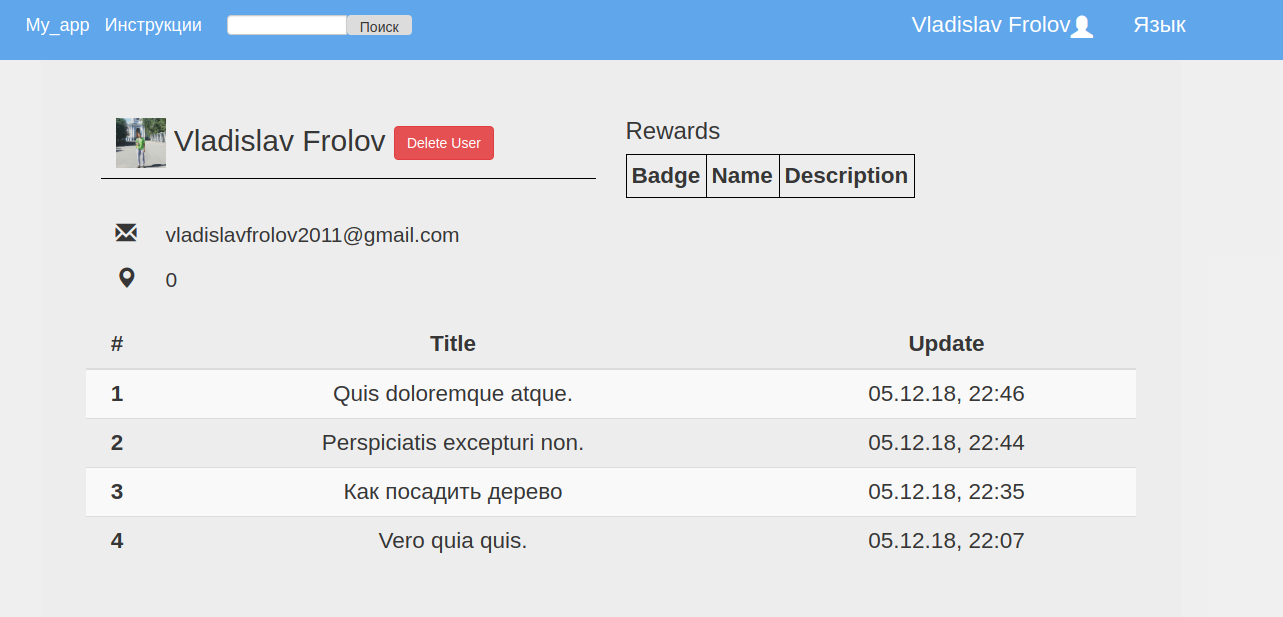 My_app Инструкции Поиск Vladislav Frolov Язык
Vladislav Frolov Delete User
Rewards
Badge Name Description
vladislavfrolov2011@gmail.com
0
# Title Update
1 Quis doloremque atque. 05.12.18, 22:46
2 Perspiciatis excepturi non. 05.12.18, 22:44
3 Как посадить дерево 05.12.18, 22:35
4 Vero quia quis. 05.12.18, 22:07